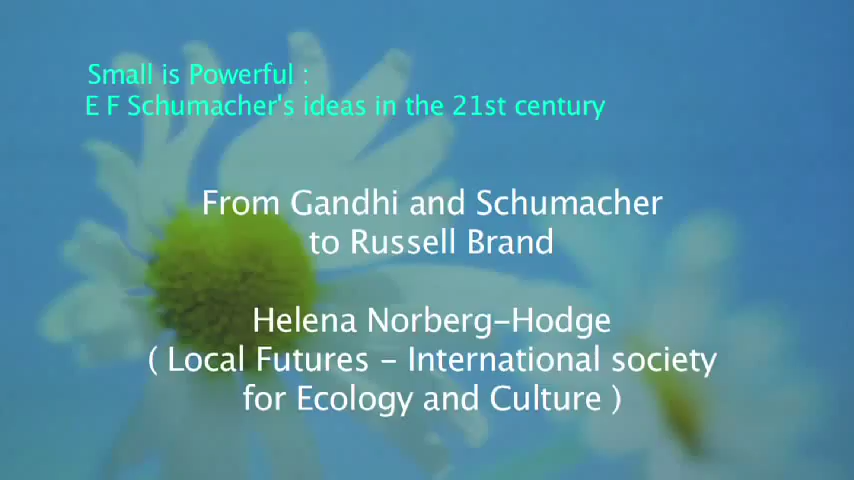 Small is Powerful :
E F Schumacher's ideas in the 21st century
From Gandhi and Schumacher
to Russell Brand
Helena Norberg-Hodge
( Local Futures - International society
for Ecology and Culture )